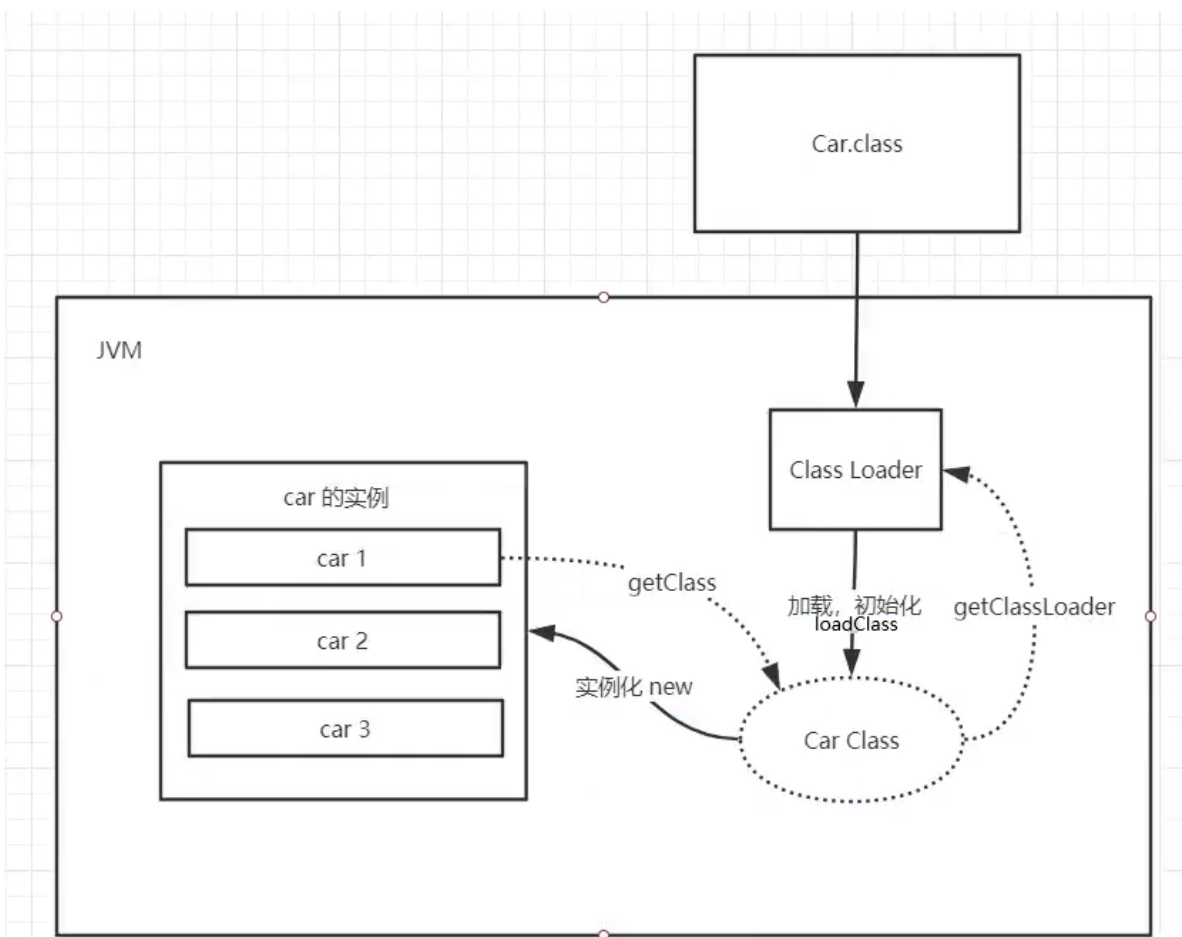 Car.class
JVM
Class Loader
car 的实例
car 1
getClass
加载，初始化
loadClass
getClassLoader
car 2
实例化 new
car 3
Car Class